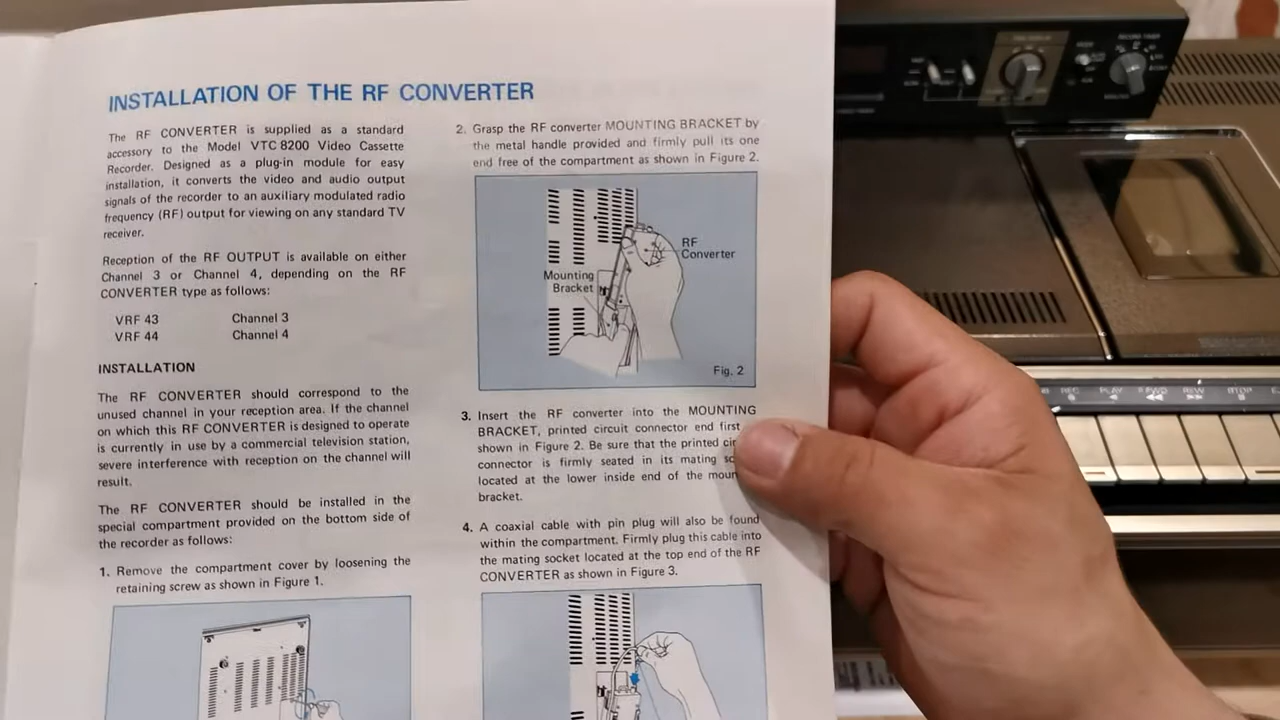 INSTALLATION OF THE RF CONVERTER
The RF CONVERTER is supplied as a standard
accessory to the Model VTC 8200 Video Cassette
Recorder. Designed as a plug-in module for easy
installation, it converts the video and audio output
signals of the recorder to an auxiliary modulated radio
frequency (RF) output for viewing on any standard TV
receiver.
Reception of the RF OUTPUT is available on either
Channel 3 or Channel 4, depending on the RF
CONVERTER type as follows:
VRF 43 Channel 3
VRF 44 Channel 4
INSTALLATION
The RF CONVERTER should correspond to the
unused channel in your reception area. If the channel
on which this RF CONVERTER is designed to operate
is currently in use by a commercial television station,
severe interference with reception on the channel will
result.
The RF CONVERTER should be installed in the
special compartment provided on the bottom side of
the recorder as follows:
1. Remove the compartment cover by loosening the
retaining screw as shown in Figure 1.
2. Grasp the RF converter MOUNTING BRACKET by
the metal handle provided and firmly pull its one
end free of the compartment as shown in Figure 2.
RF
Converter
Mounting
Bracket
Fig. 2
3. Insert the RF converter into the MOUNTING
BRACKET, printed circuit connector end first
shown in Figure 2. Be sure that the printed
connector is firmly seated in its mating
located at the lower inside end of the
bracket.
4. A coaxial cable with pin plug will also be found
within the compartment. Firmly plug this cable into
the mating socket located at the top end of the RF
CONVERTER as shown in Figure 3.
REC PLAY REW STOP